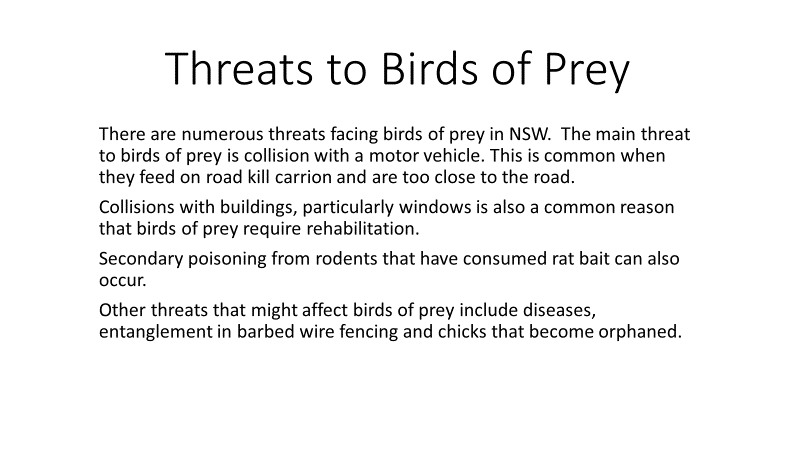 Threats to Birds of Prey
There are numerous threats facing birds of prey in NSW.  The main threat
to birds of prey is collision with a motor vehicle. This is common when
they feed on road kill carrion and are too close to the road.
Collisions with buildings, particularly windows is also a common reason
that birds of prey require rehabilitation.
Secondary poisoning from rodents that have consumed rat bait can also
occur.
Other threats that might affect birds of prey include diseases,
entanglement in barbed wire fencing and chicks that become orphaned.